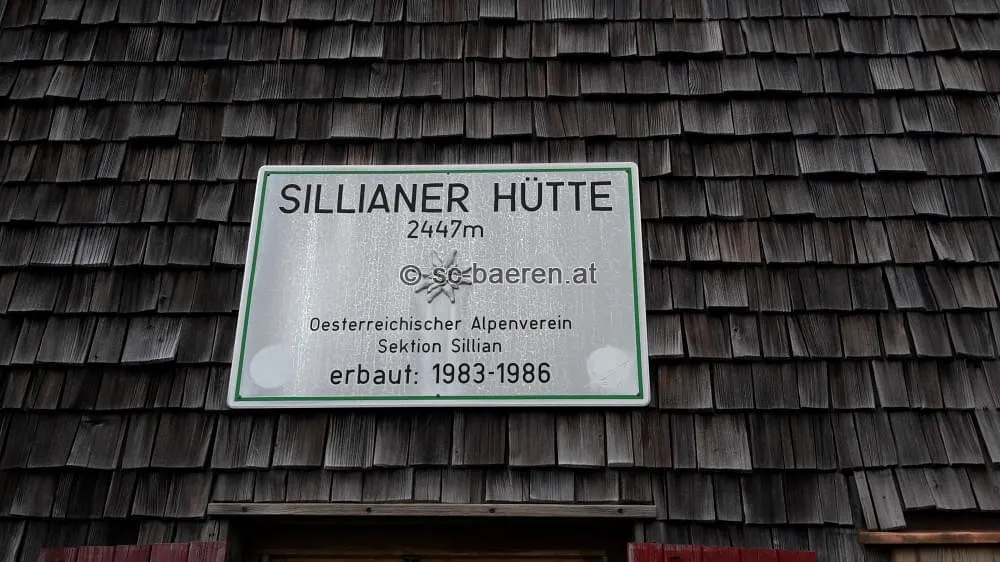 SILLIANER HÜTTE
2447m
© sc-baeren.at
Oesterreichischer Alpenverein
Sektion Sillian
erbaut: 1983-1986